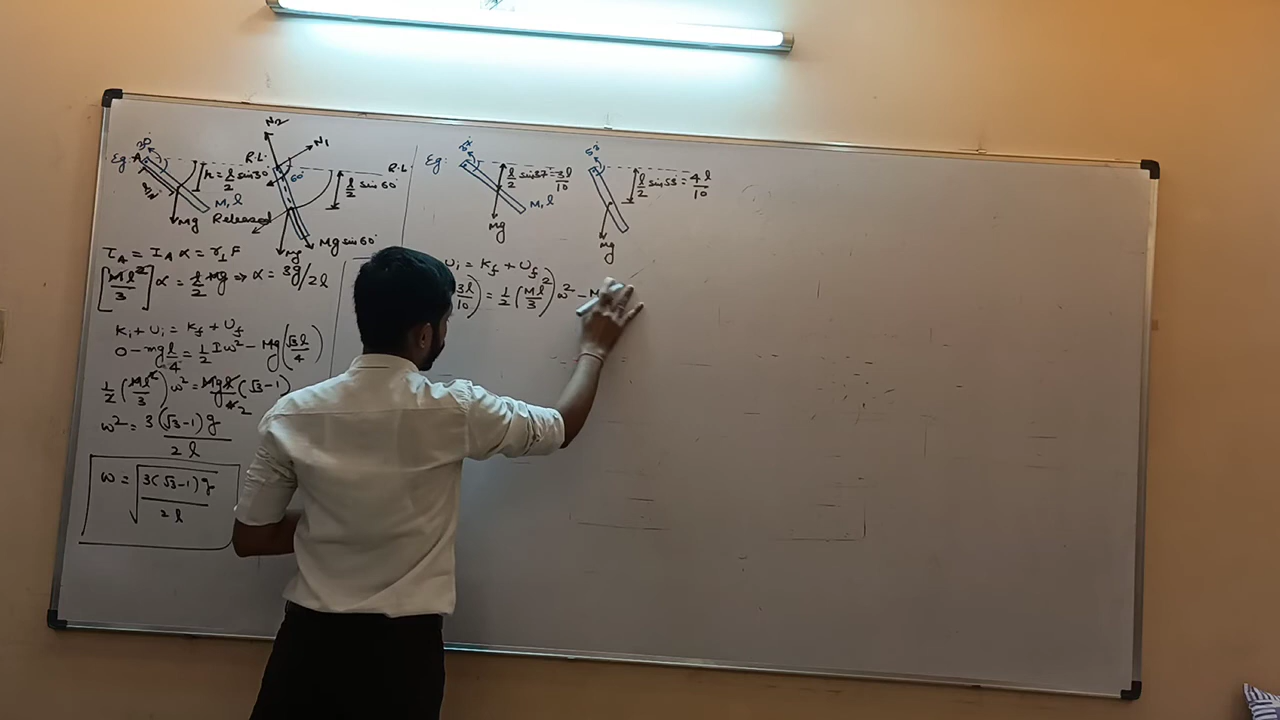 Eg: A
30°
h = l/2 sin30°
l/2
M, l
Mg
Released
N2
N1
R.L.
60°
R.L.
l/2 sin 60°
Mg
Mg sin 60°
τA = IA α = r⊥F
[Ml²/3] α = l/2 Mg ⇒ α = 3g/2l
Ki + Ui = Kf + Uf
0 - mg l/4 = 1/2 Iω² - Mg(√3l/4)
1/2 (Ml²/3) ω² = Mgl/4 2 (√3-1)
ω² = 3(√3-1)g/2l
ω = √3(√3-1)g/2l
Eg:
l/2 sin37° = 3l/10
M, l
Mg
53°
l/2 sin53° = 4l/10
Mg
Ui = Kf + Uf
3l/10) = 1/2 (Ml²/3) ω² - M